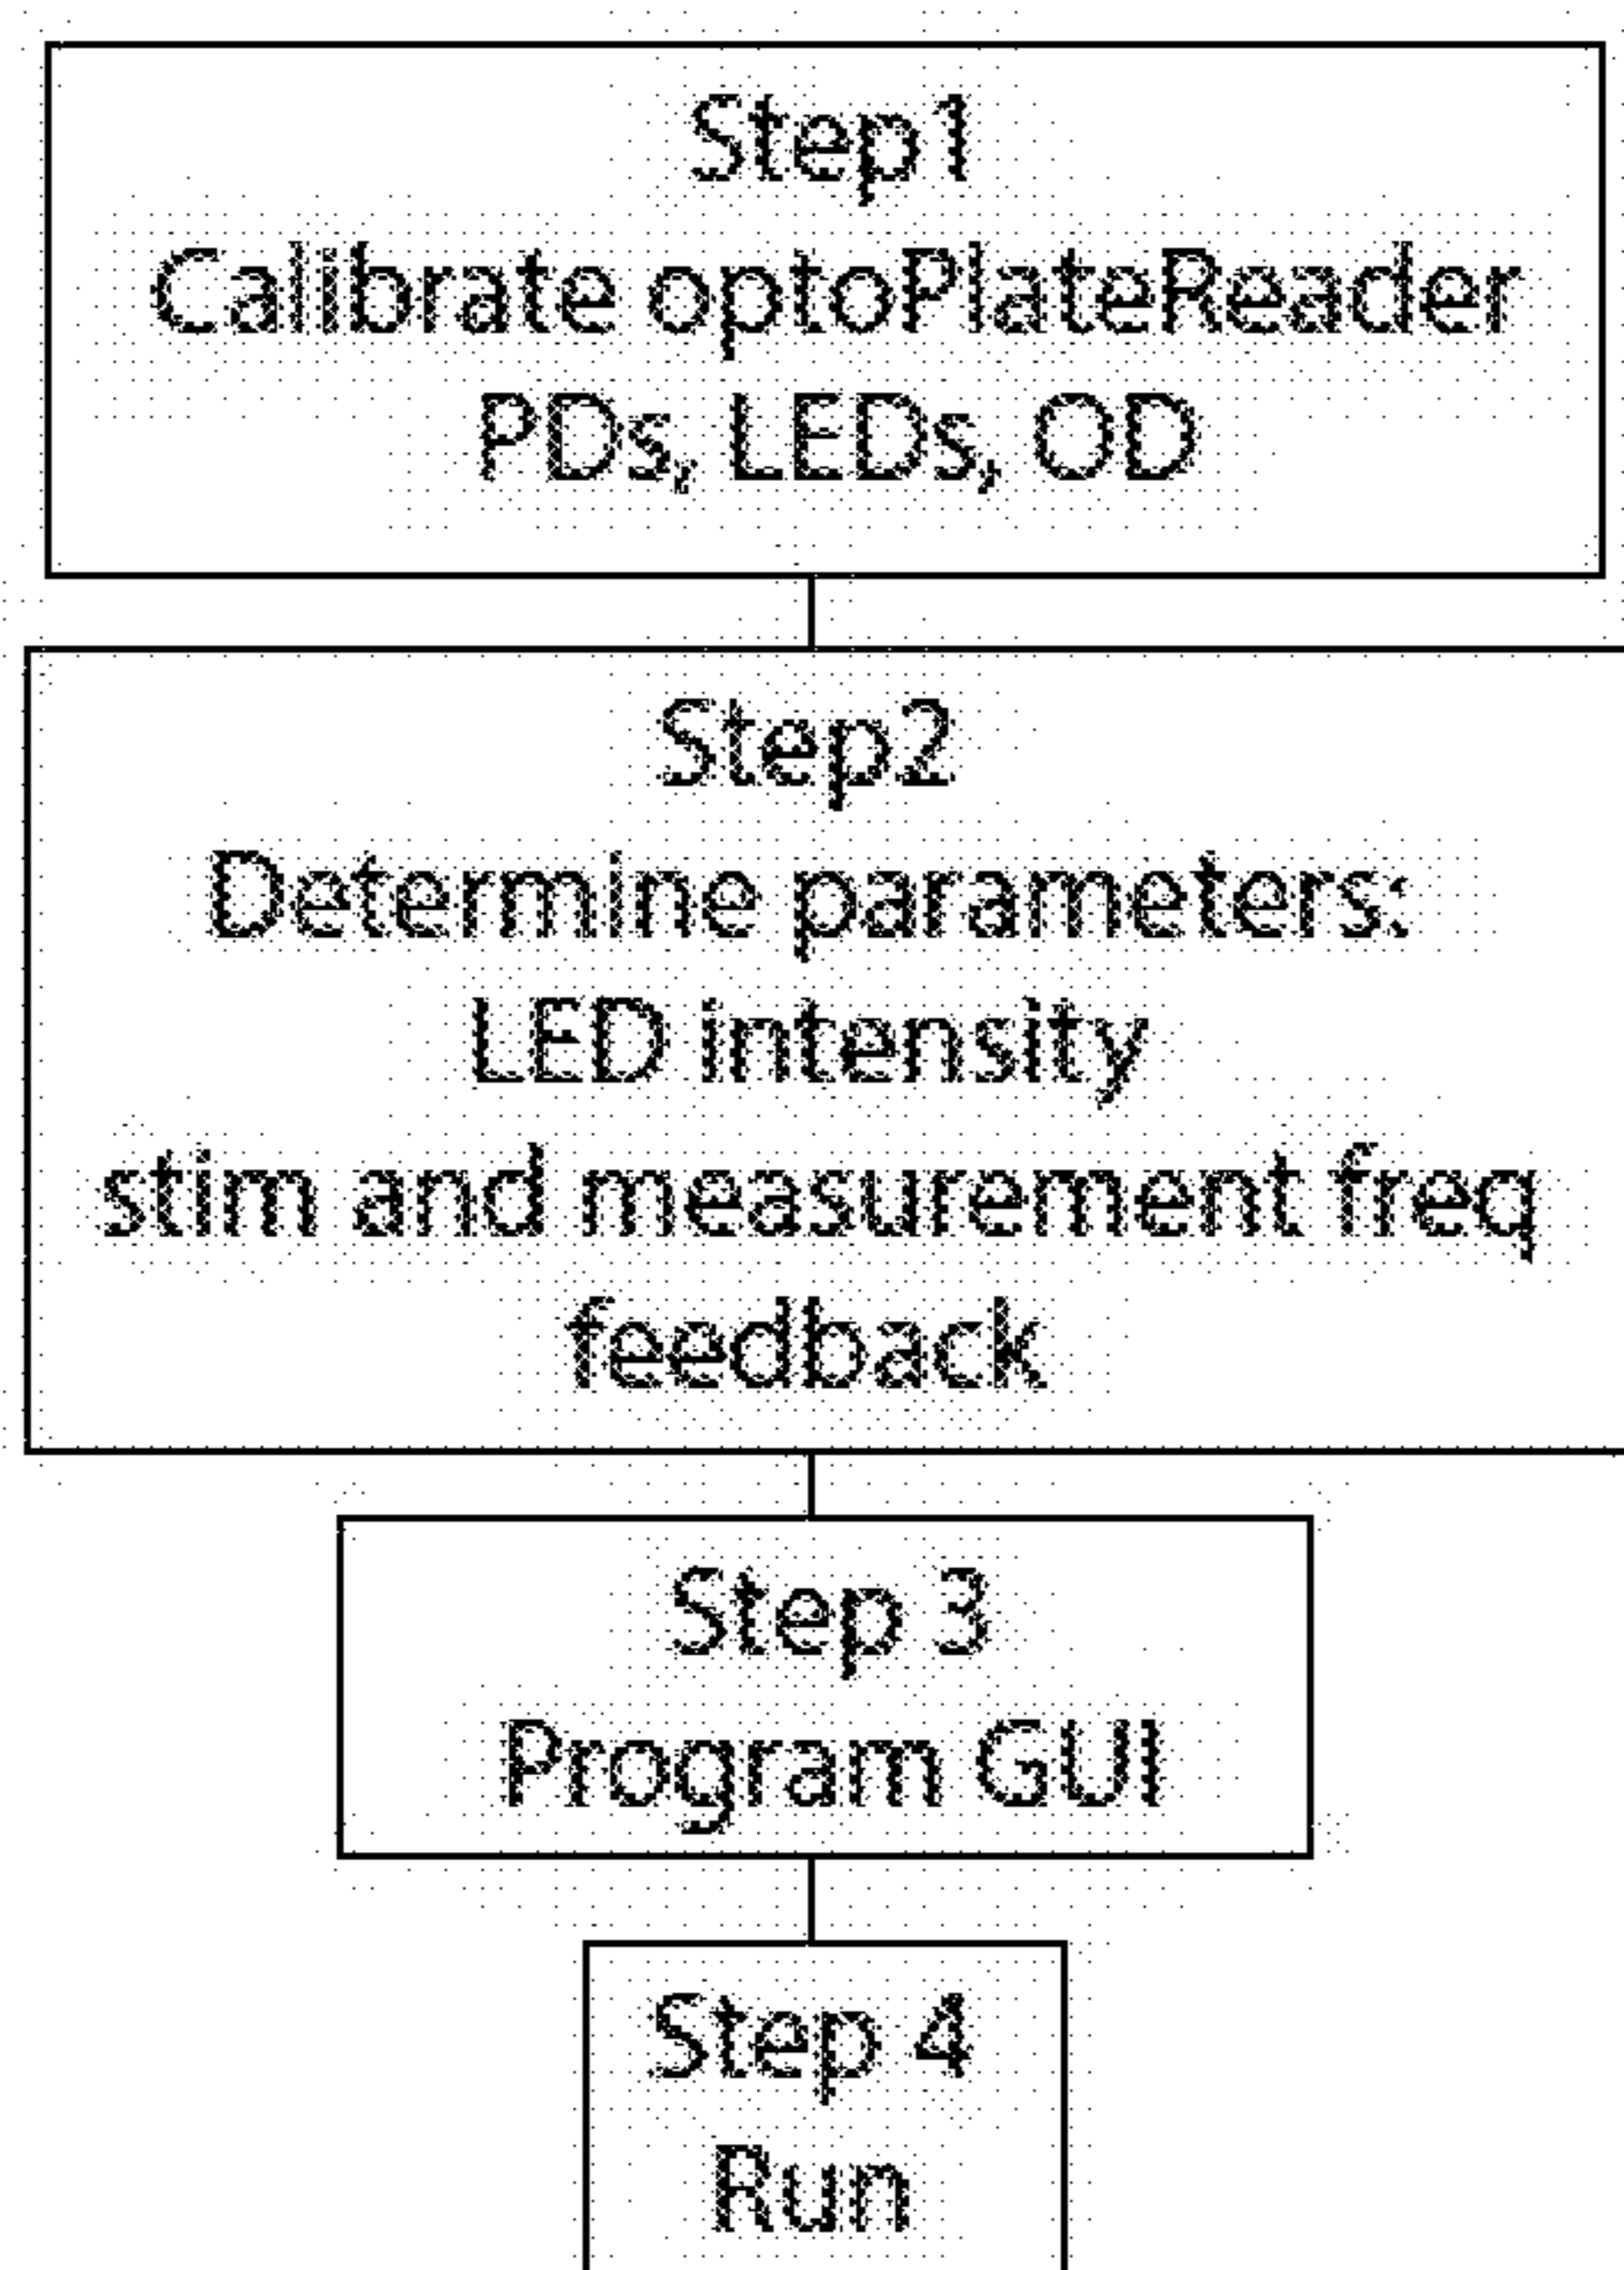 Step1
Calibrate optoPlateReader
PDs, LEDs, OD
Step2
Determine parameters:
LED intensity
stim and measurement freq
feedback
Step 3
Program GUI
Step 4
Run